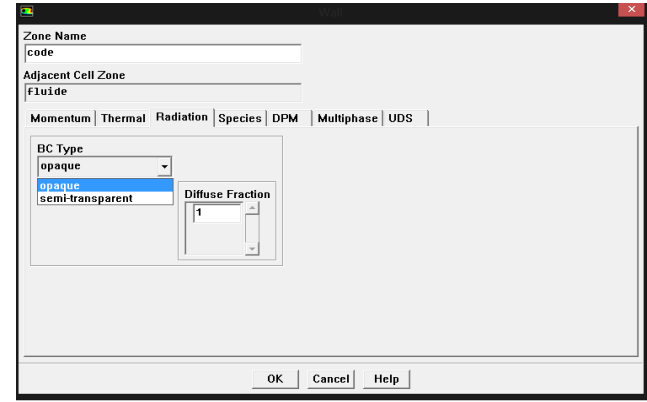 Wall
Zone Name
code
Adjacent Cell Zone
Fluide
Momentum Thermal Radiation Species DPM Multiphase UDS
BC Type
opaque
opaque
semi-transparent
Diffuse Fraction
1
OK Cancel Help